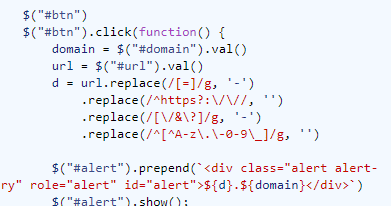 $("#btn")
$("#btn").click(function() {
domain = $("#domain").val()
url = $("#url").val()
d = url.replace(/[=]/g, '-')
.replace(/^https?:\/\//, '')
.replace(/[\/&\?]/g, '-')
.replace(/^[^A-z\.\-0-9\_]/g, '')
$("#alert").prepend(`<div class="alert alert-
ry" role="alert" id="alert">${d}.${domain}</div>`)
$("#alert").show();